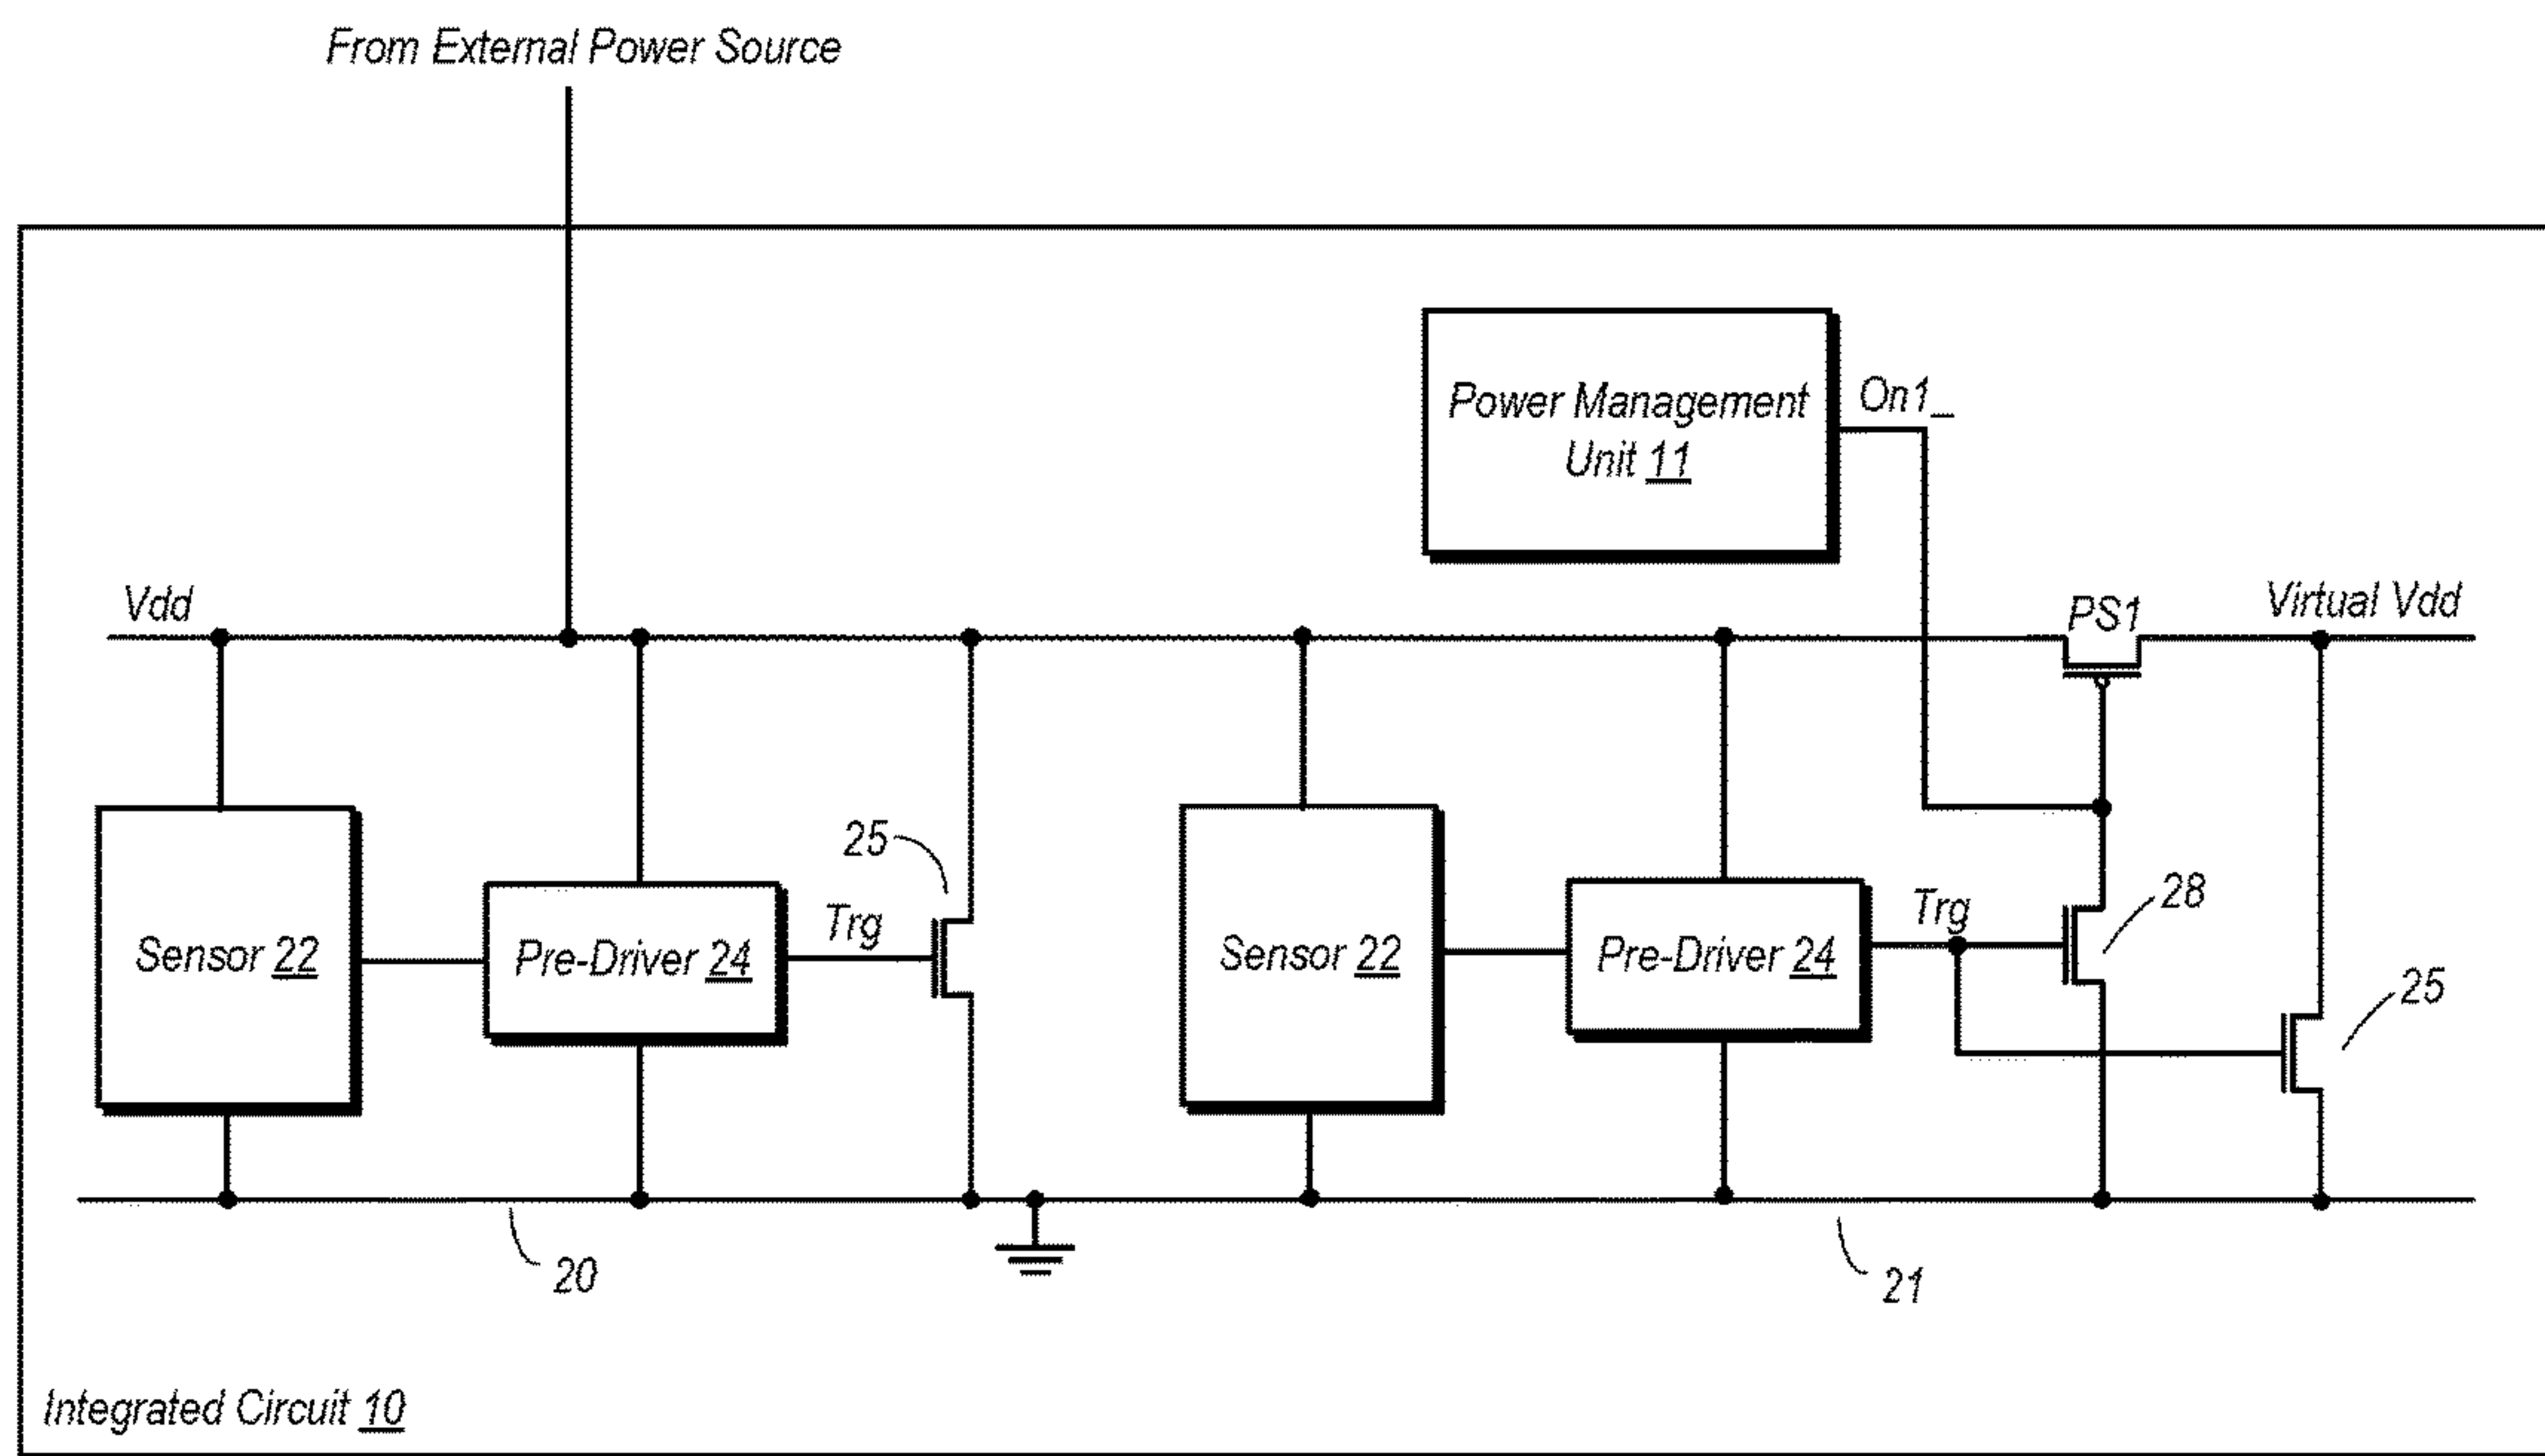 From External Power Source
Power Management
Unit 11
On1_
Vdd
PS1
Virtual Vdd
25
28
Trg
Trg
Sensor 22
Pre-Driver 24
Sensor 22
Pre-Driver 24
25
20
21
Integrated Circuit 10